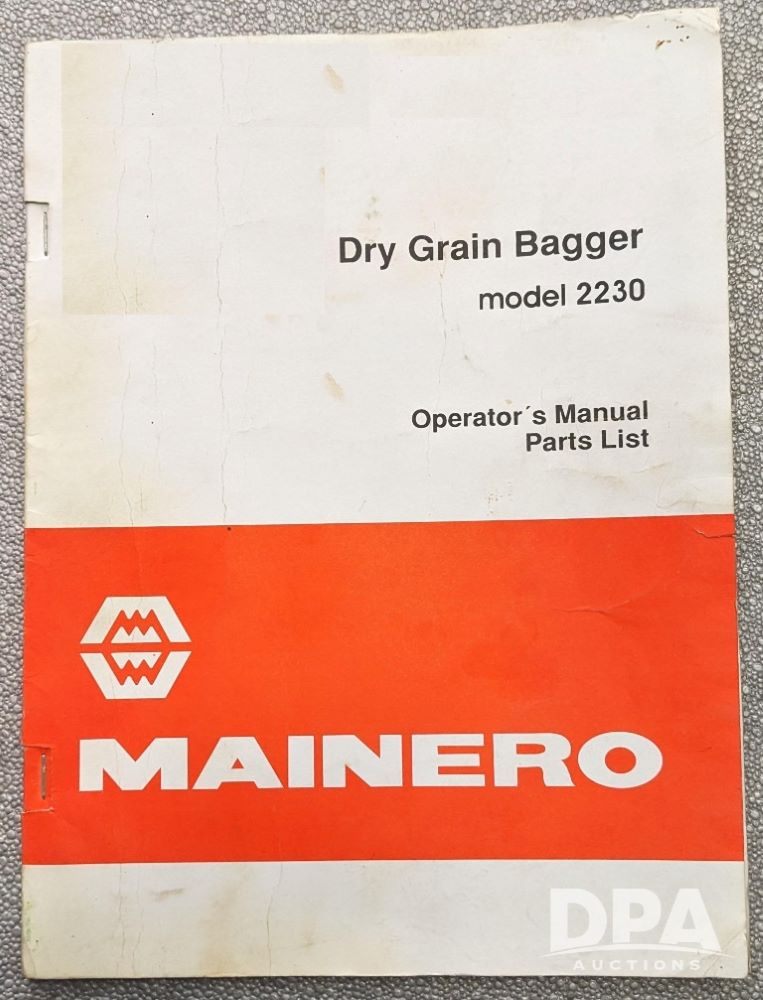 Dry Grain Bagger
model 2230
Operator´s Manual
Parts List
MAINERO
DPA
AUCTIONS